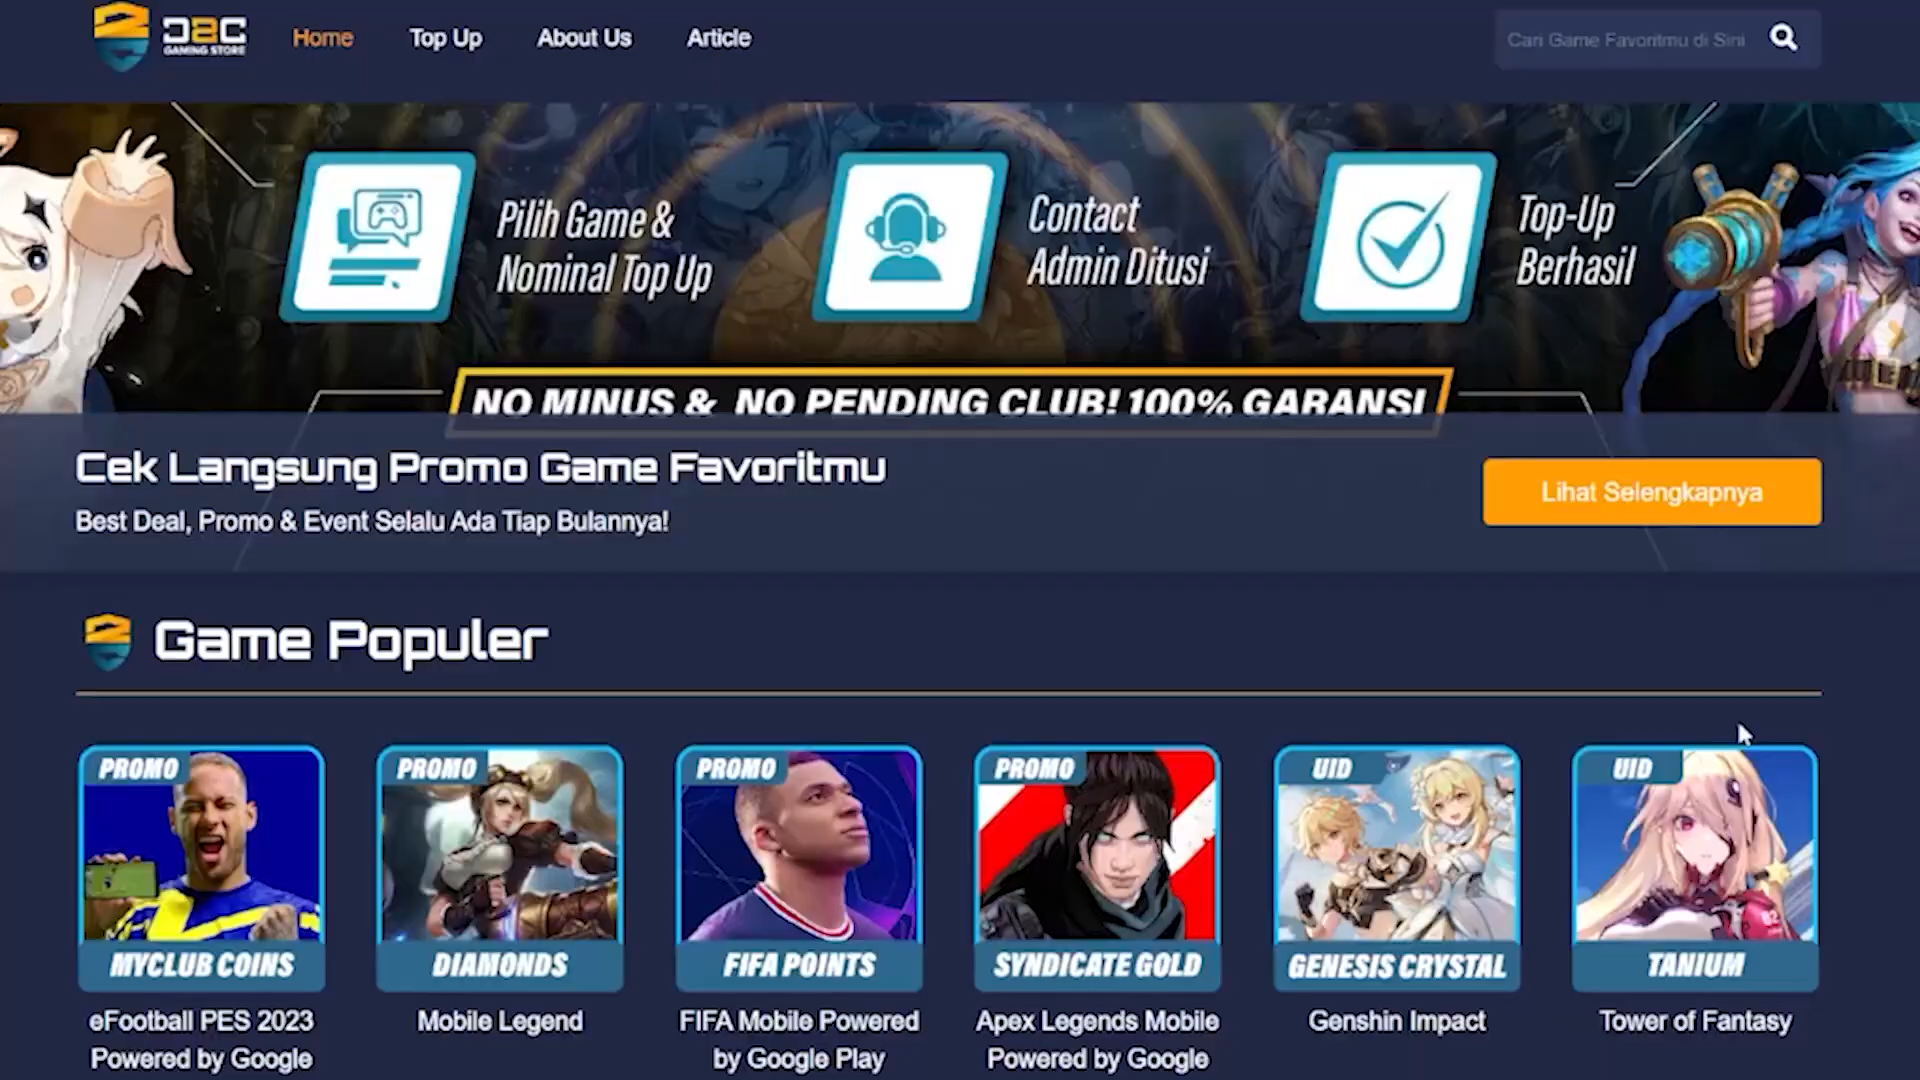 D2C
GAMING STORE
Home
Top Up
About Us
Article
Cari Game Favoritmu di Sini
Pilih Game &
Nominal Top Up
Contact
Admin Ditusi
Top-Up
Berhasil
NO MINUS & NO PENDING CLUB! 100% GARANSI
Cek Langsung Promo Game Favoritmu
Best Deal, Promo & Event Selalu Ada Tiap Bulannya!
Lihat Selengkapnya
Game Populer
PROMO
MYCLUB COINS
eFootball PES 2023
Powered by Google
PROMO
DIAMONDS
Mobile Legend
PROMO
FIFA POINTS
FIFA Mobile Powered
by Google Play
PROMO
SYNDICATE GOLD
Apex Legends Mobile
Powered by Google
UID
GENESIS CRYSTAL
Genshin Impact
UID
TANIUM
Tower of Fantasy